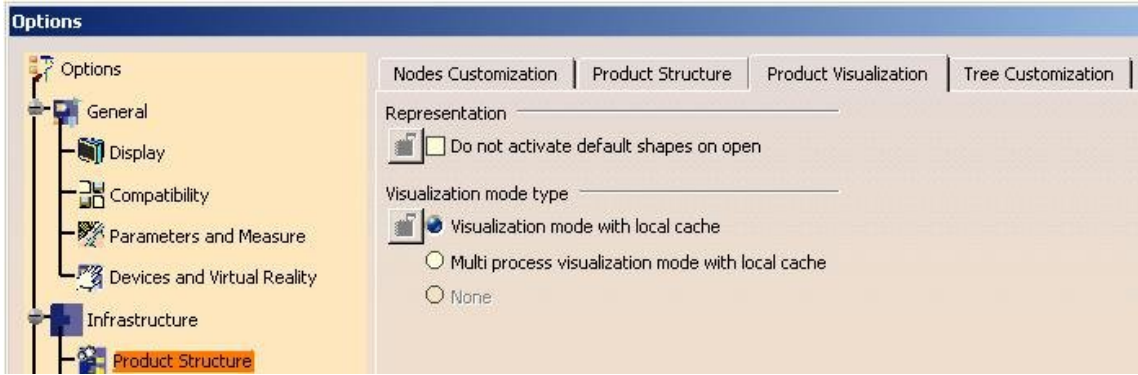 Options
Options
General
Display
Compatibility
Parameters and Measure
Devices and Virtual Reality
Infrastructure
Product Structure
Nodes Customization
Product Structure
Product Visualization
Tree Customization
Representation
Do not activate default shapes on open
Visualization mode type
Visualization mode with local cache
Multi process visualization mode with local cache
None